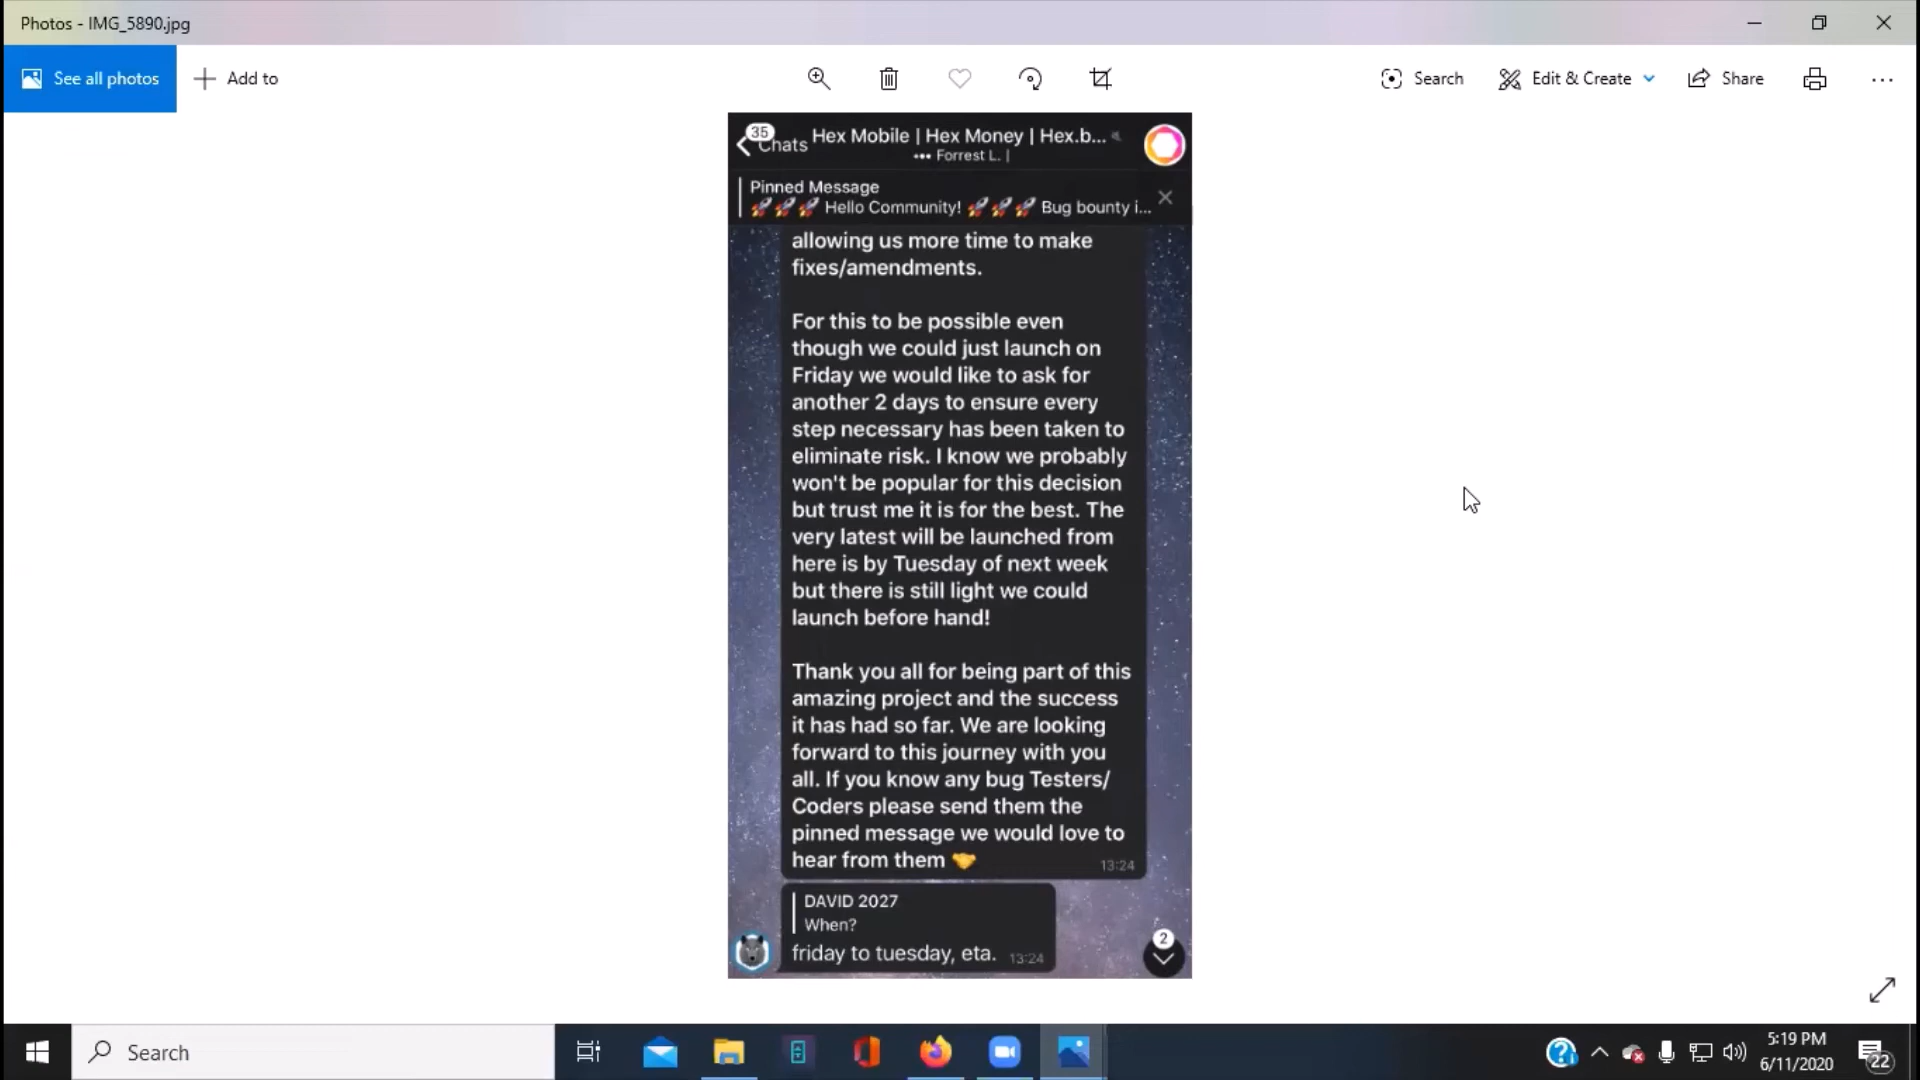 Photos - IMG_5890.jpg
See all photos
Add to
Search
Edit & Create
Share
35
Chats
Hex Mobile | Hex Money | Hex.b...
••• Forrest L. |
Pinned Message
🚀🚀🚀 Hello Community! 🚀🚀🚀 Bug bounty i...
allowing us more time to make
fixes/amendments.
For this to be possible even
though we could just launch on
Friday we would like to ask for
another 2 days to ensure every
step necessary has been taken to
eliminate risk. I know we probably
won't be popular for this decision
but trust me it is for the best. The
very latest will be launched from
here is by Tuesday of next week
but there is still light we could
launch before hand!
Thank you all for being part of this
amazing project and the success
it has had so far. We are looking
forward to this journey with you
all. If you know any bug Testers/
Coders please send them the
pinned message we would love to
hear from them 🤝
13:24
DAVID 2027
When?
friday to tuesday, eta.
13:24
2
Search
5:19 PM
6/11/2020
22